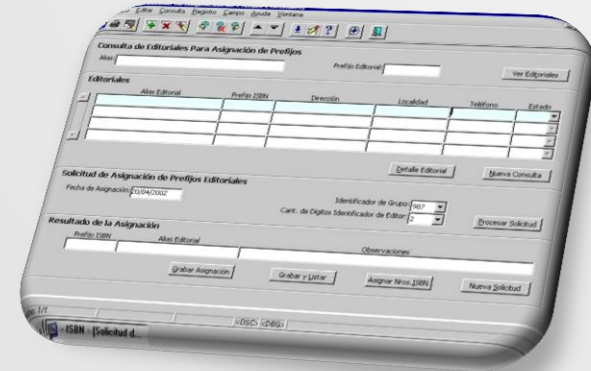 Editar Consulta Registro Campo Ayuda Ventana
Consulta de Editoriales Para Asignación de Prefijos
Alias: Prefijo Editorial: Ver Editoriales
Editoriales
Alias Editorial Prefijo ISBN Dirección Localidad Teléfono Estado
Detalle Editorial Nueva Consulta
Solicitud de Asignación de Prefijos Editoriales
Fecha de Asignación: 20/04/2002 Identificador de Grupo: 987
Cant. de Dígitos Identificador de Editor: 2 Procesar Solicitud
Resultado de la Asignación
Prefijo ISBN Alias Editorial Observaciones
Grabar Asignación Grabar y Listar Asignar Nros. ISBN Nueva Solicitud
1/1 <OSC> <DBG>
- ISBN - [Solicitud d...